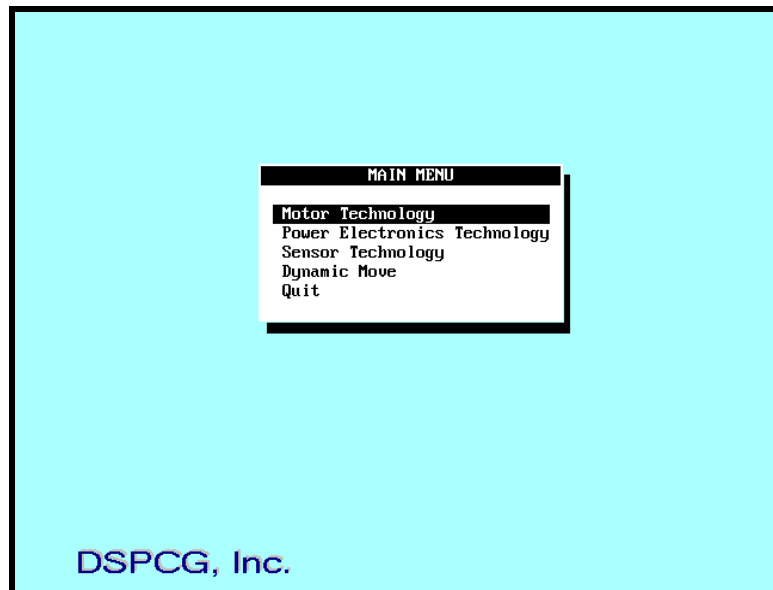 MAIN MENU
Motor Technology
Power Electronics Technology
Sensor Technology
Dynamic Move
Quit
DSPCG, Inc.